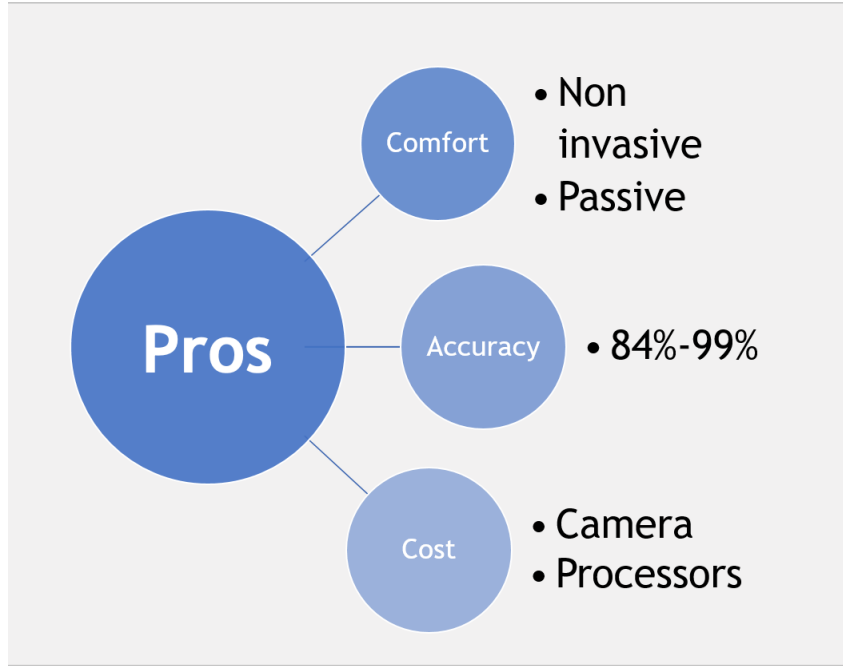 Pros
Comfort
• Non
invasive
• Passive
Accuracy
• 84%-99%
Cost
• Camera
• Processors